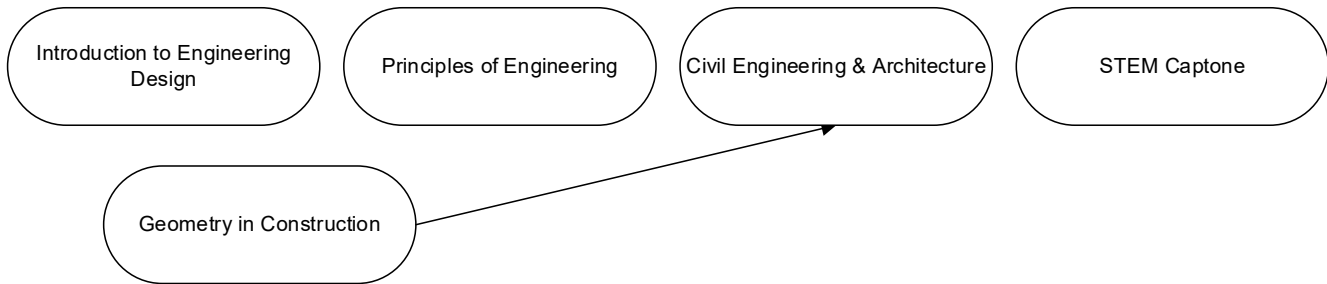 Introduction to Engineering
Design
Principles of Engineering
Civil Engineering & Architecture
STEM Captone
Geometry in Construction